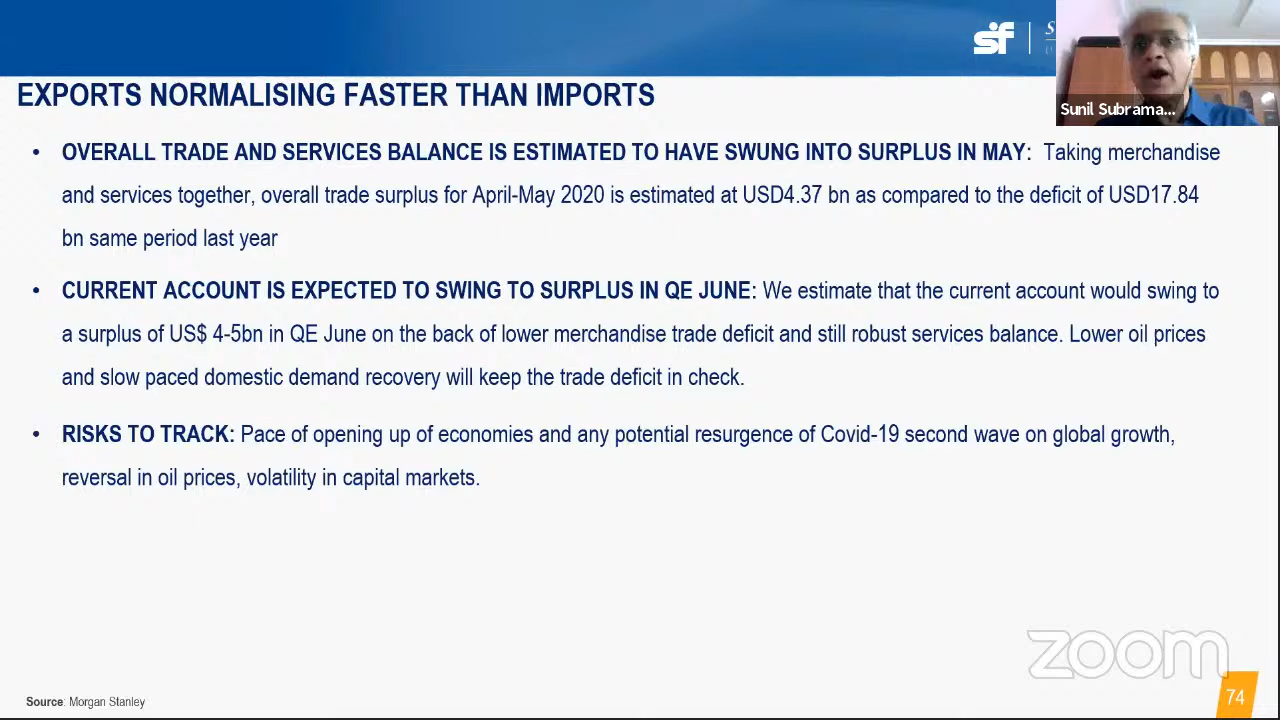 sf
EXPORTS NORMALISING FASTER THAN IMPORTS
Sunil Subrama...
• OVERALL TRADE AND SERVICES BALANCE IS ESTIMATED TO HAVE SWUNG INTO SURPLUS IN MAY: Taking merchandise
and services together, overall trade surplus for April-May 2020 is estimated at USD4.37 bn as compared to the deficit of USD17.84
bn same period last year
• CURRENT ACCOUNT IS EXPECTED TO SWING TO SURPLUS IN QE JUNE: We estimate that the current account would swing to
a surplus of US$ 4-5bn in QE June on the back of lower merchandise trade deficit and still robust services balance. Lower oil prices
and slow paced domestic demand recovery will keep the trade deficit in check.
• RISKS TO TRACK: Pace of opening up of economies and any potential resurgence of Covid-19 second wave on global growth,
reversal in oil prices, volatility in capital markets.
zoom
Source: Morgan Stanley
74